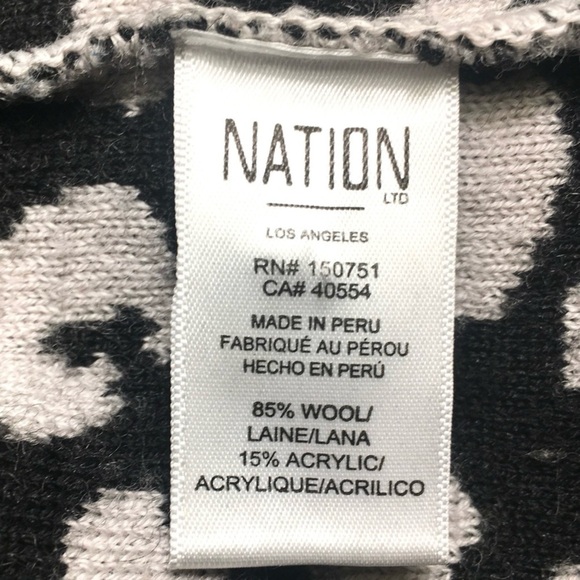 NATION
LTD
LOS ANGELES
RN# 150751
CA# 40554
MADE IN PERU
FABRIQUÉ AU PÉROU
HECHO EN PERÚ
85% WOOL/
LAINE/LANA
15% ACRYLIC/
ACRYLIQUE/ACRILICO